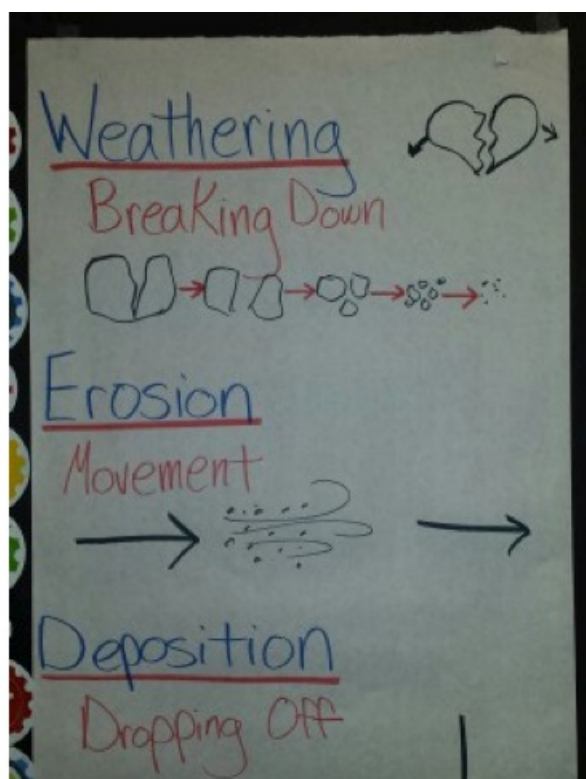 Weathering
Breaking Down
Erosion
Movement
Deposition
Dropping Off